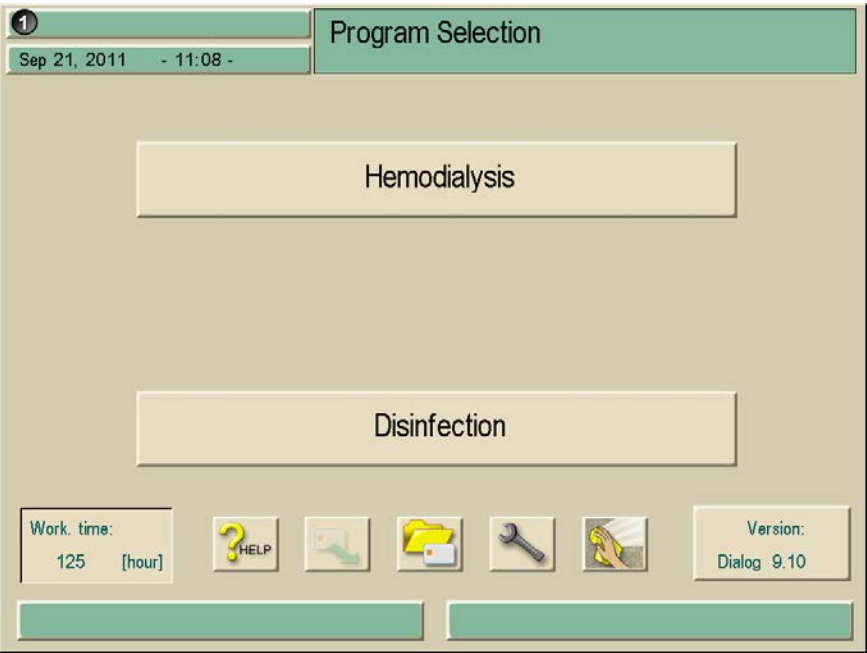 1
Program Selection
Sep 21, 2011 - 11:08 -
Hemodialysis
Disinfection
Work. time:
125 [hour]
HELP
Version:
Dialog 9.10